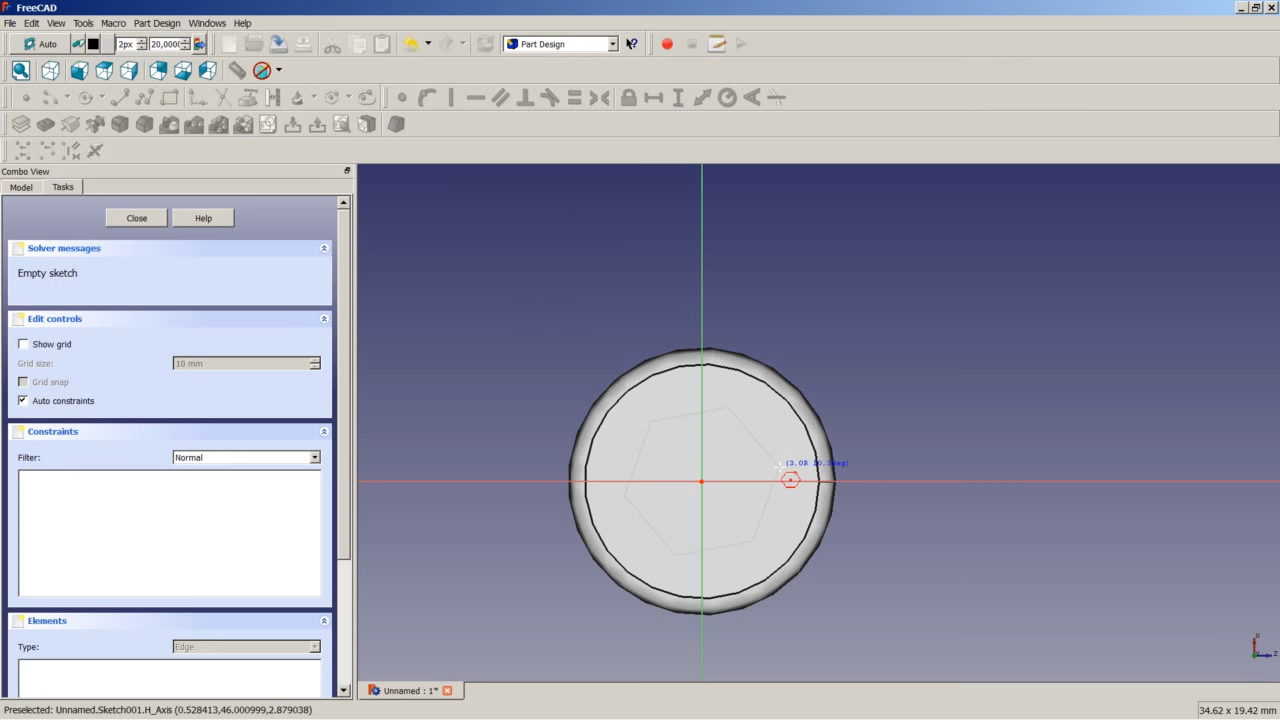 FreeCAD
File Edit View Tools Macro Part Design Windows Help
Auto 2px 20,000 Part Design
Combo View
Model Tasks
Close Help
Solver messages
Empty sketch
Edit controls
Show grid
Grid size: 10 mm
Grid snap
Auto constraints
Constraints
Filter: Normal
Elements
Type: Edge
X
Y Z
Unnamed : 1*
Preselected: Unnamed.Sketch001.H_Axis (0.528413,46.000999,2.879038) 34.62 x 19.42 mm